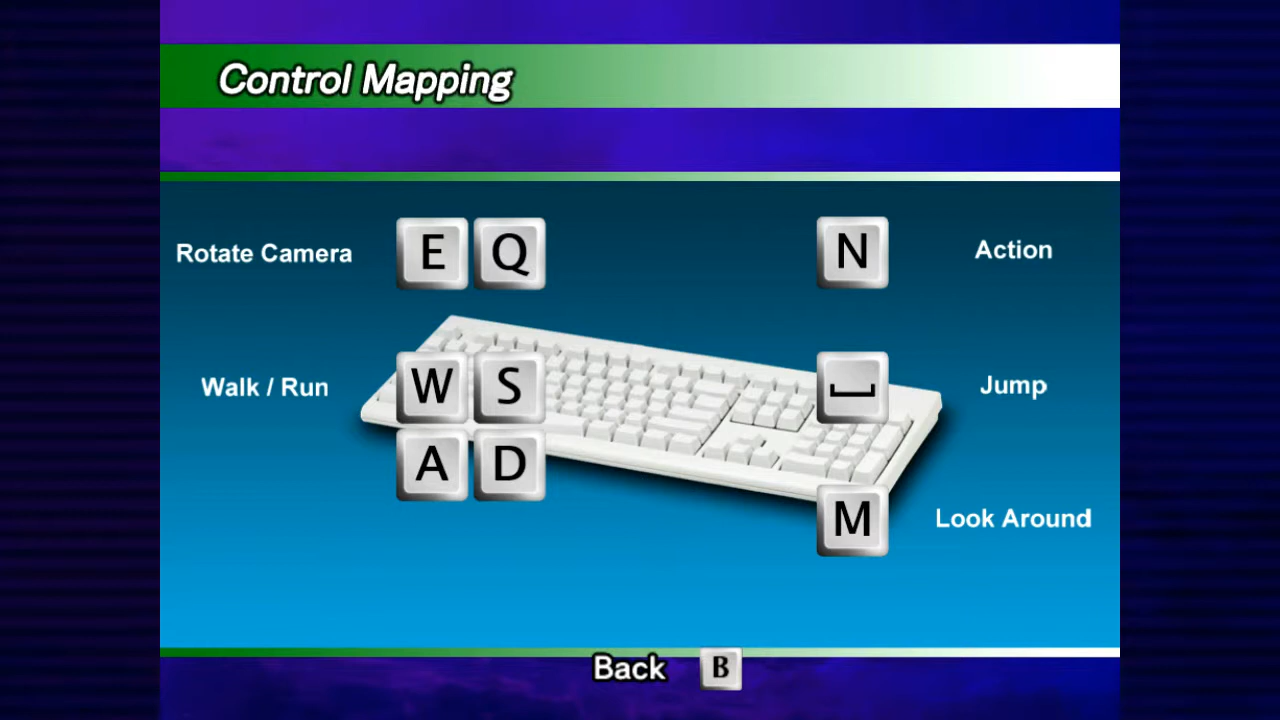 Control Mapping
Rotate Camera E Q N Action
Walk / Run W S Jump
A D
M Look Around
Back B